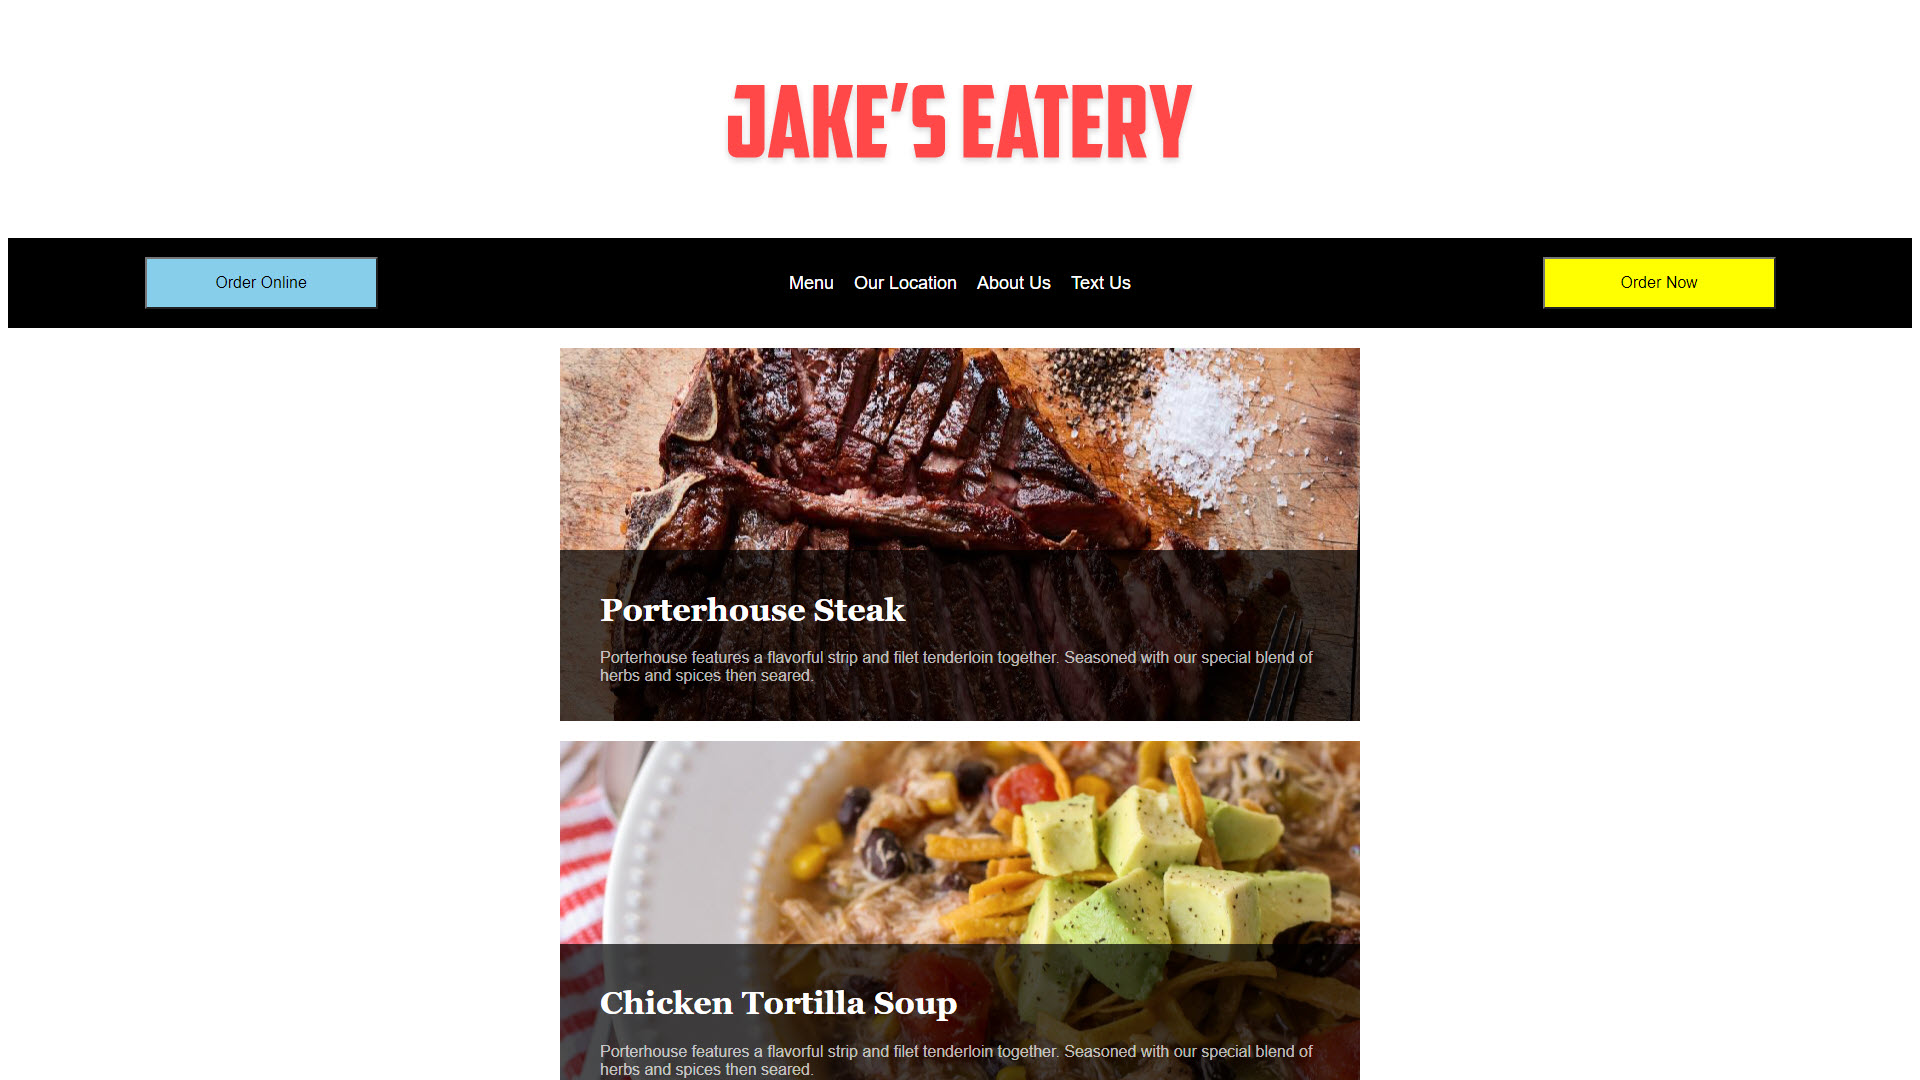 JAKE'S EATERY
Order Online
Menu Our Location About Us Text Us
Order Now
Porterhouse Steak
Porterhouse features a flavorful strip and filet tenderloin together. Seasoned with our special blend of
herbs and spices then seared.
Chicken Tortilla Soup
Porterhouse features a flavorful strip and filet tenderloin together. Seasoned with our special blend of
herbs and spices then seared.